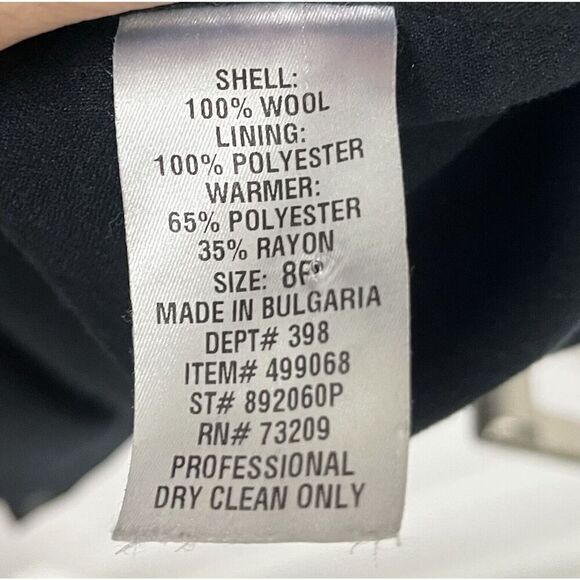 SHELL:
100% WOOL
LINING:
100% POLYESTER
WARMER:
65% POLYESTER
35% RAYON
SIZE:
MADE IN BULGARIA
DEPT# 398
ITEM# 499068
ST# 892060P
RN# 73209
PROFESSIONAL
DRY CLEAN ONLY